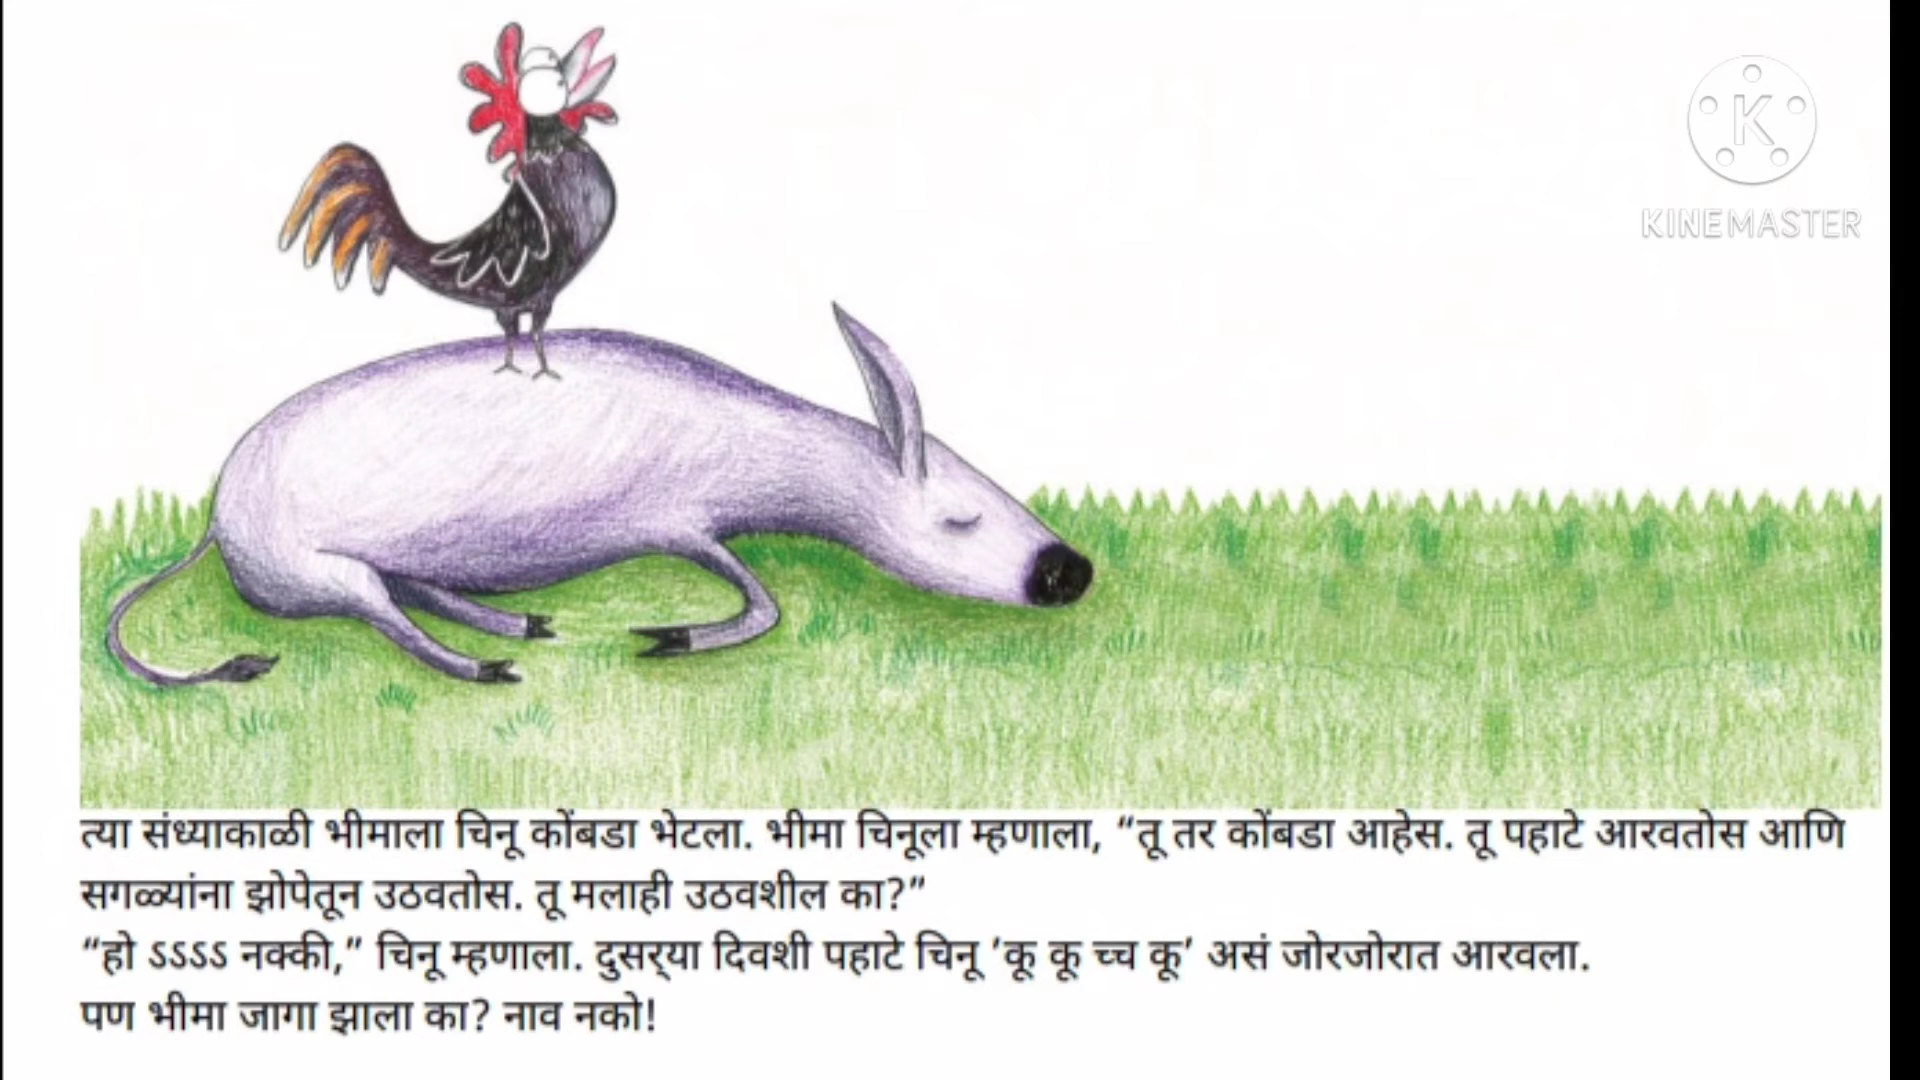 KINEMASTER
त्या संध्याकाळी भीमाला चिनू कोंबडा भेटला. भीमा चिनूला म्हणाला, “तू तर कोंबडा आहेस. तू पहाटे आरवतोस आणि
सगळ्यांना झोपेतून उठवतोस. तू मलाही उठवशील का?”
“हो ऽऽऽऽ नक्की,” चिनू म्हणाला. दुसर्‍या दिवशी पहाटे चिनू ’कू कू च्च कू’ असं जोरजोरात आरवला.
पण भीमा जागा झाला का? नाव नको!